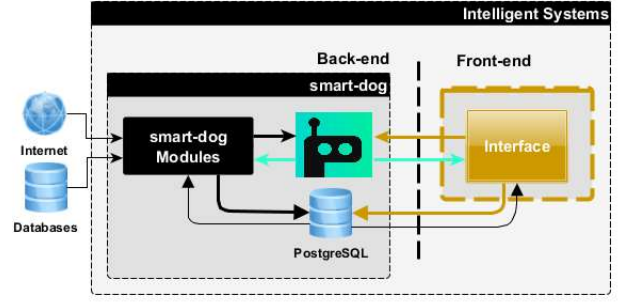 Intelligent Systems
Back-end
Front-end
smart-dog
smart-dog
Modules
Interface
Internet
Databases
PostgreSQL